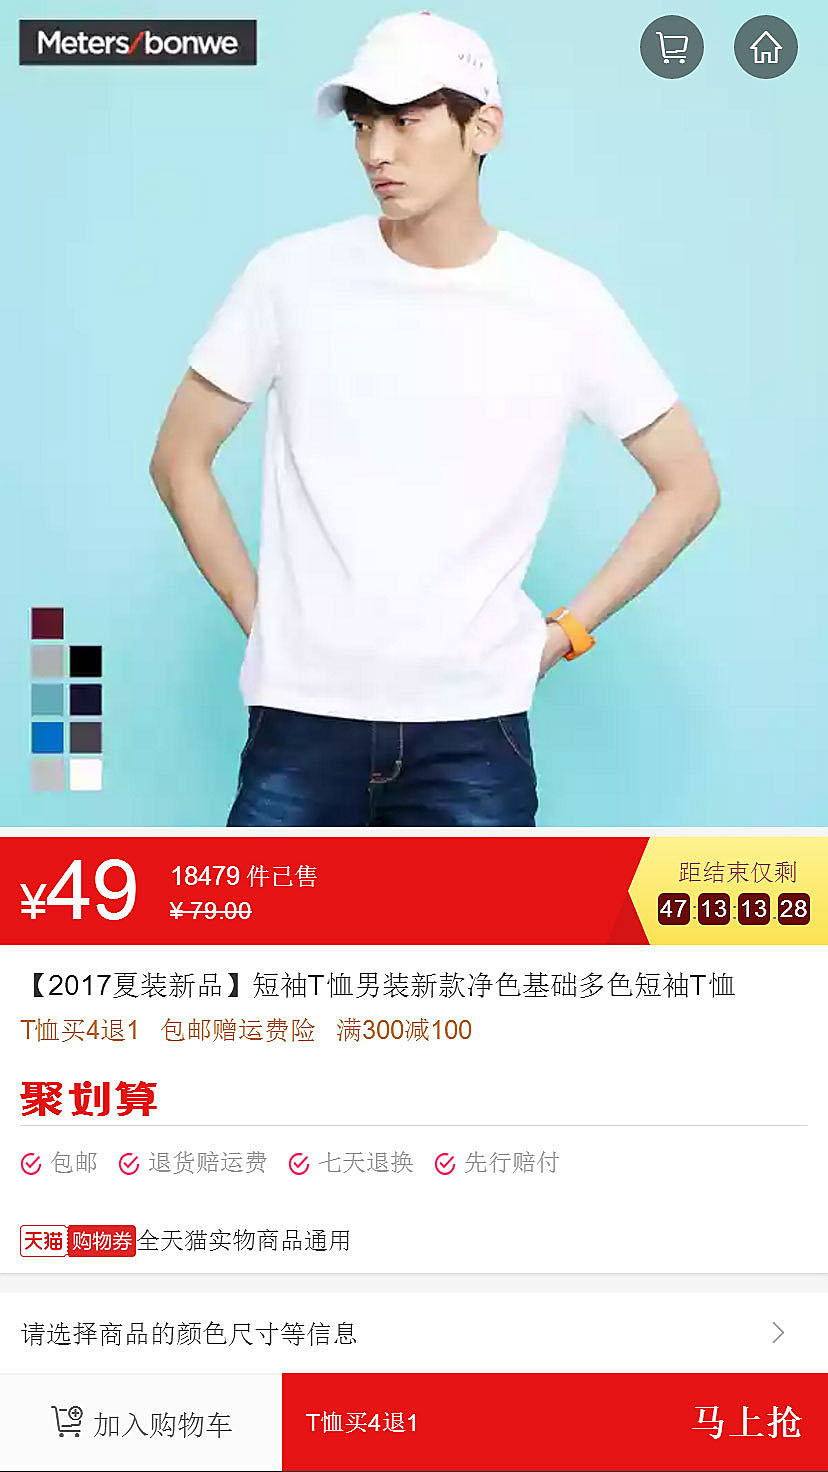 Meters/bonwe
¥49
18479 件已售
¥ 79.00
距结束仅剩
47:13:13.28
【2017夏装新品】短袖T恤男装新款净色基础多色短袖T恤
T恤买4退1 包邮赠运费险 满300减100
聚划算
包邮 退货赔运费 七天退换 先行赔付
天猫 购物券 全天猫实物商品通用
请选择商品的颜色尺寸等信息
加入购物车 T恤买4退1 马上抢